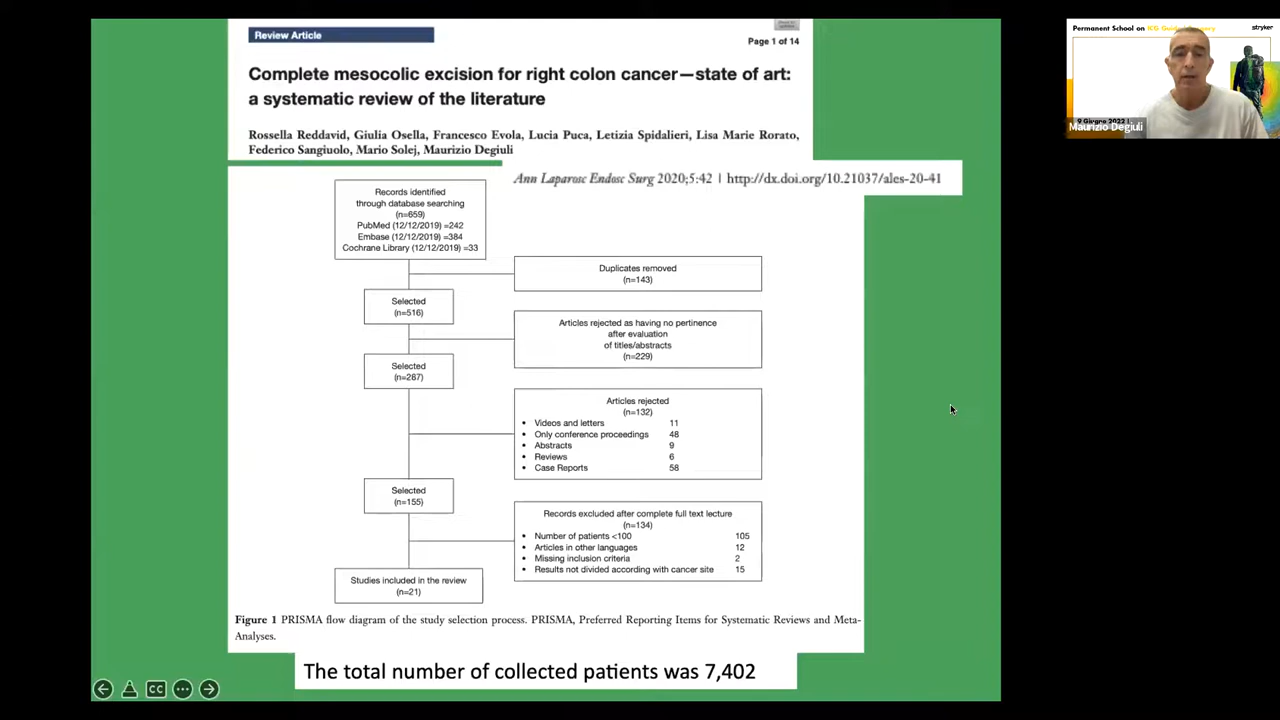 Review Article
Page 1 of 14
Complete mesocolic excision for right colon cancer—state of art:
a systematic review of the literature
Rossella Reddavid, Giulia Osella, Francesco Evola, Lucia Puca, Letizia Spidalieri, Lisa Marie Rorato,
Federico Sangiuolo, Mario Solej, Maurizio Degiuli
Ann Laparosc Endosc Surg 2020;5:42 | http://dx.doi.org/10.21037/ales-20-41
Records identified
through database searching
(n=659)
PubMed (12/12/2019) =242
Embase (12/12/2019) =384
Cochrane Library (12/12/2019) =33
Duplicates removed
(n=143)
Selected
(n=516)
Articles rejected as having no pertinence
after evaluation
of titles/abstracts
(n=229)
Selected
(n=287)
Articles rejected
(n=132)
• Videos and letters 11
• Only conference proceedings 48
• Abstracts 9
• Reviews 6
• Case Reports 58
Selected
(n=155)
Records excluded after complete full text lecture
(n=134)
• Number of patients <100 105
• Articles in other languages 12
• Missing inclusion criteria 2
• Results not divided according with cancer site 15
Studies included in the review
(n=21)
Figure 1 PRISMA flow diagram of the study selection process. PRISMA, Preferred Reporting Items for Systematic Reviews and Meta-
Analyses.
The total number of collected patients was 7,402
CC
Permanent School on ICG Guided Surgery
stryker
9 Giugno 2022
Maurizio Degiuli